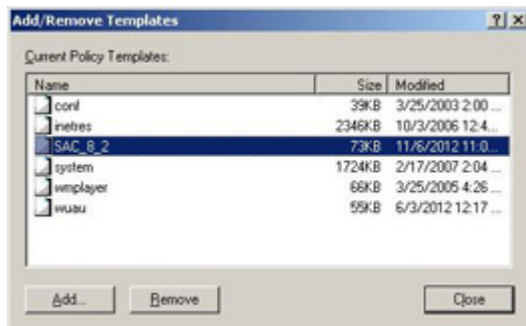 Add/Remove Templates
Current Policy Templates:
Name Size Modified
conf 39KB 3/25/2003 2:00 ...
inetres 2346KB 10/3/2006 12:4...
SAC_8_2 73KB 11/6/2012 11:0...
system 1724KB 2/17/2007 2:04 ...
wmplayer 66KB 3/25/2005 4:26 ...
wuau 55KB 6/3/2012 12:17 ...
Add... Remove Close